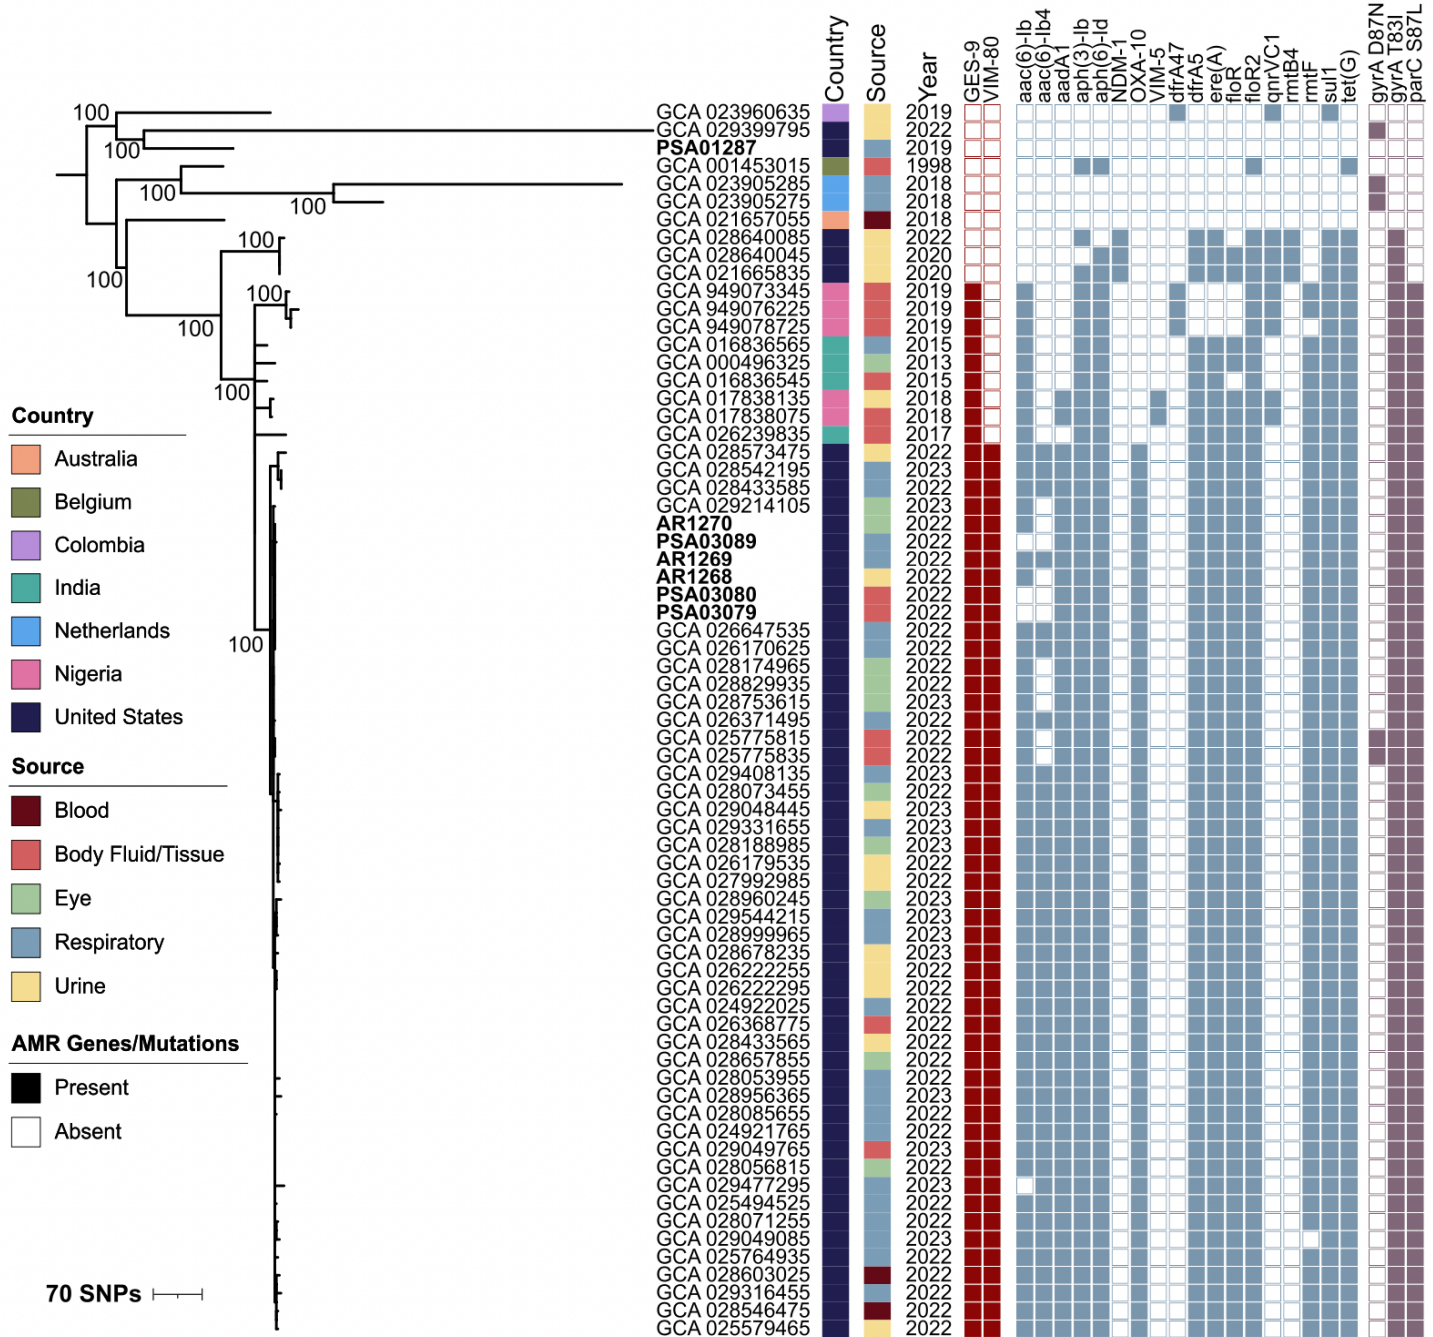 Country
Source
Year
GES-9
VIM-80
aac(6)-Ib
aac(6)-Ib4
aadA1
aph(3)-Ib
aph(6)-Id
NDM-1
OXA-10
VIM-5
dfrA47
dfrA5
ere(A)
floR
floR2
qnrVC1
rmtB4
rmtF
sul1
tet(G)
gyrA D87N
gyrA T83I
parC S87L
GCA 023960635 2019
GCA 029399795 2022
PSA01287 2019
GCA 001453015 1998
GCA 023905285 2018
GCA 023905275 2018
GCA 021657055 2018
GCA 028640085 2022
GCA 028640045 2020
GCA 021665835 2020
GCA 949073345 2019
GCA 949076225 2019
GCA 949078725 2019
GCA 016836565 2015
GCA 000496325 2013
GCA 016836545 2015
GCA 017838135 2018
GCA 017838075 2018
GCA 026239835 2017
GCA 028573475 2022
GCA 028542195 2023
GCA 028433585 2022
GCA 029214105 2023
AR1270 2022
PSA03089 2022
AR1269 2022
AR1268 2022
PSA03080 2022
PSA03079 2022
GCA 026647535 2022
GCA 026170625 2022
GCA 028174965 2022
GCA 028829935 2022
GCA 028753615 2023
GCA 026371495 2022
GCA 025775815 2022
GCA 025775835 2022
GCA 029408135 2023
GCA 028073455 2022
GCA 029048445 2023
GCA 029331655 2023
GCA 028188985 2023
GCA 026179535 2022
GCA 027992985 2022
GCA 028960245 2023
GCA 029544215 2023
GCA 028999965 2023
GCA 028678235 2023
GCA 026222255 2022
GCA 026222295 2022
GCA 024922025 2022
GCA 026368775 2022
GCA 028433565 2022
GCA 028657855 2022
GCA 028053955 2022
GCA 028956365 2023
GCA 028085655 2022
GCA 024921765 2022
GCA 029049765 2023
GCA 028056815 2022
GCA 029477295 2023
GCA 025494525 2022
GCA 028071255 2022
GCA 029049085 2023
GCA 025764935 2022
GCA 028603025 2022
GCA 029316455 2022
GCA 028546475 2022
GCA 025579465 2022
100
100
100
100
100
100
100
100
100
100
Country
Australia
Belgium
Colombia
India
Netherlands
Nigeria
United States
Source
Blood
Body Fluid/Tissue
Eye
Respiratory
Urine
AMR Genes/Mutations
Present
Absent
70 SNPs